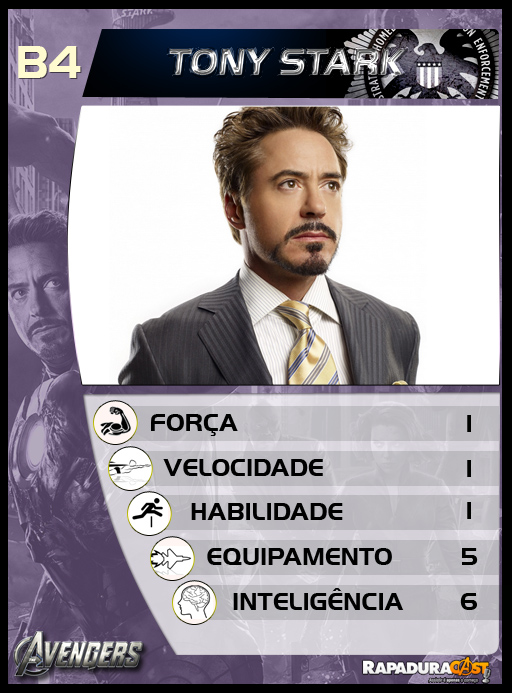 B4
TONY STARK
FORÇA 1
VELOCIDADE 1
HABILIDADE 1
EQUIPAMENTO 5
INTELIGÊNCIA 6
AVENGERS
RAPADURACAST